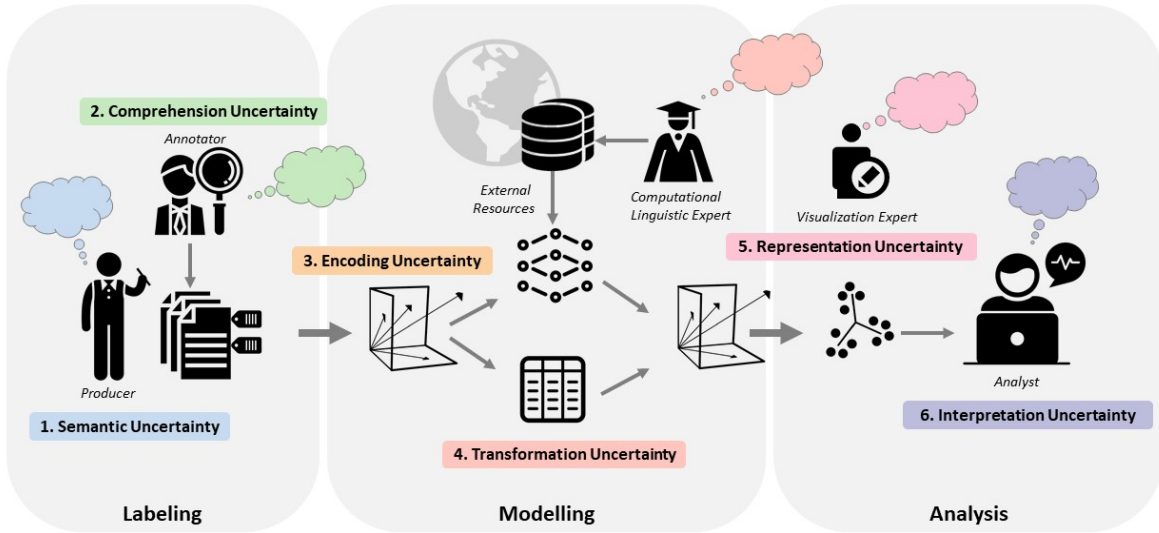 2. Comprehension Uncertainty
Annotator
Producer
1. Semantic Uncertainty
Labeling
External
Resources
Computational
Linguistic Expert
3. Encoding Uncertainty
4. Transformation Uncertainty
Modelling
Visualization Expert
5. Representation Uncertainty
Analyst
6. Interpretation Uncertainty
Analysis